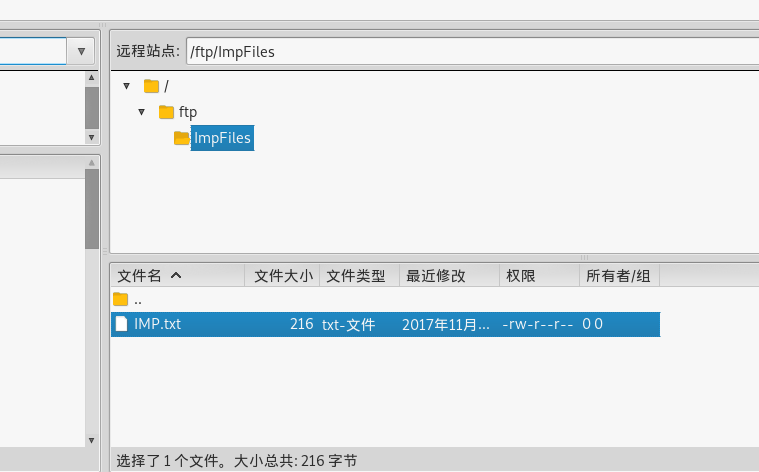 远程站点: /ftp/ImpFiles
/
ftp
ImpFiles
文件名 文件大小 文件类型 最近修改 权限 所有者/组
..
IMP.txt 216 txt-文件 2017年11月... -rw-r--r-- 0 0
选择了 1 个文件。大小总共: 216 字节